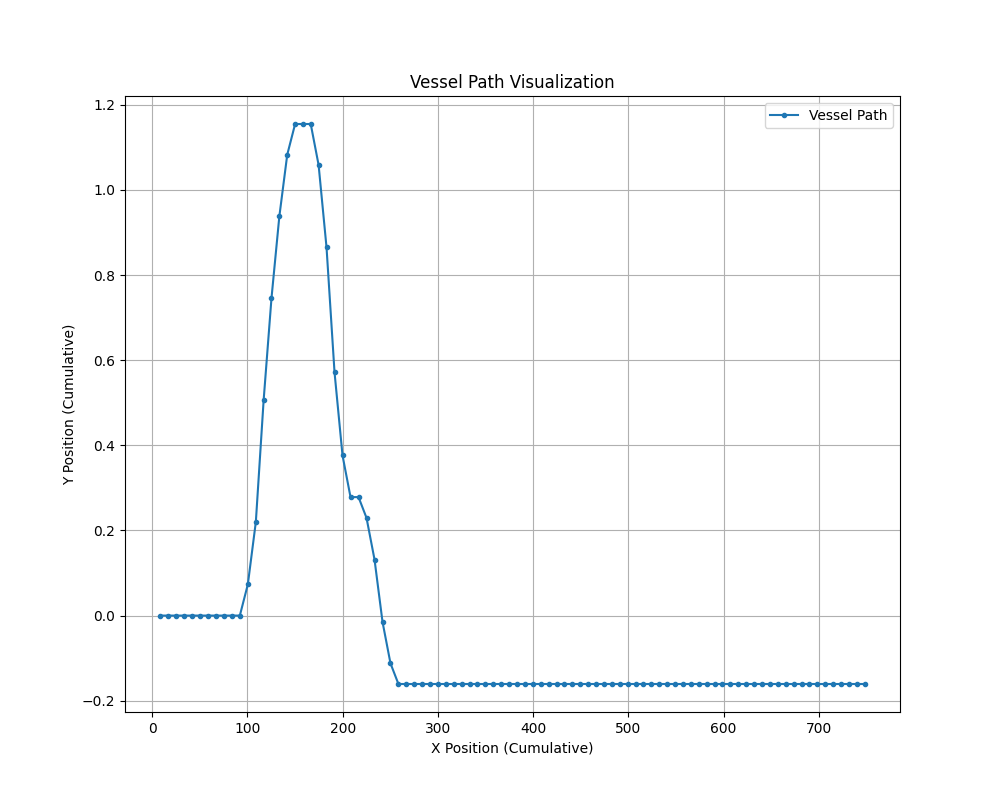 Vessel Path Visualization
Vessel Path
1.2
1.0
0.8
0.6
0.4
0.2
0.0
−0.2
Y Position (Cumulative)
0 100 200 300 400 500 600 700
X Position (Cumulative)